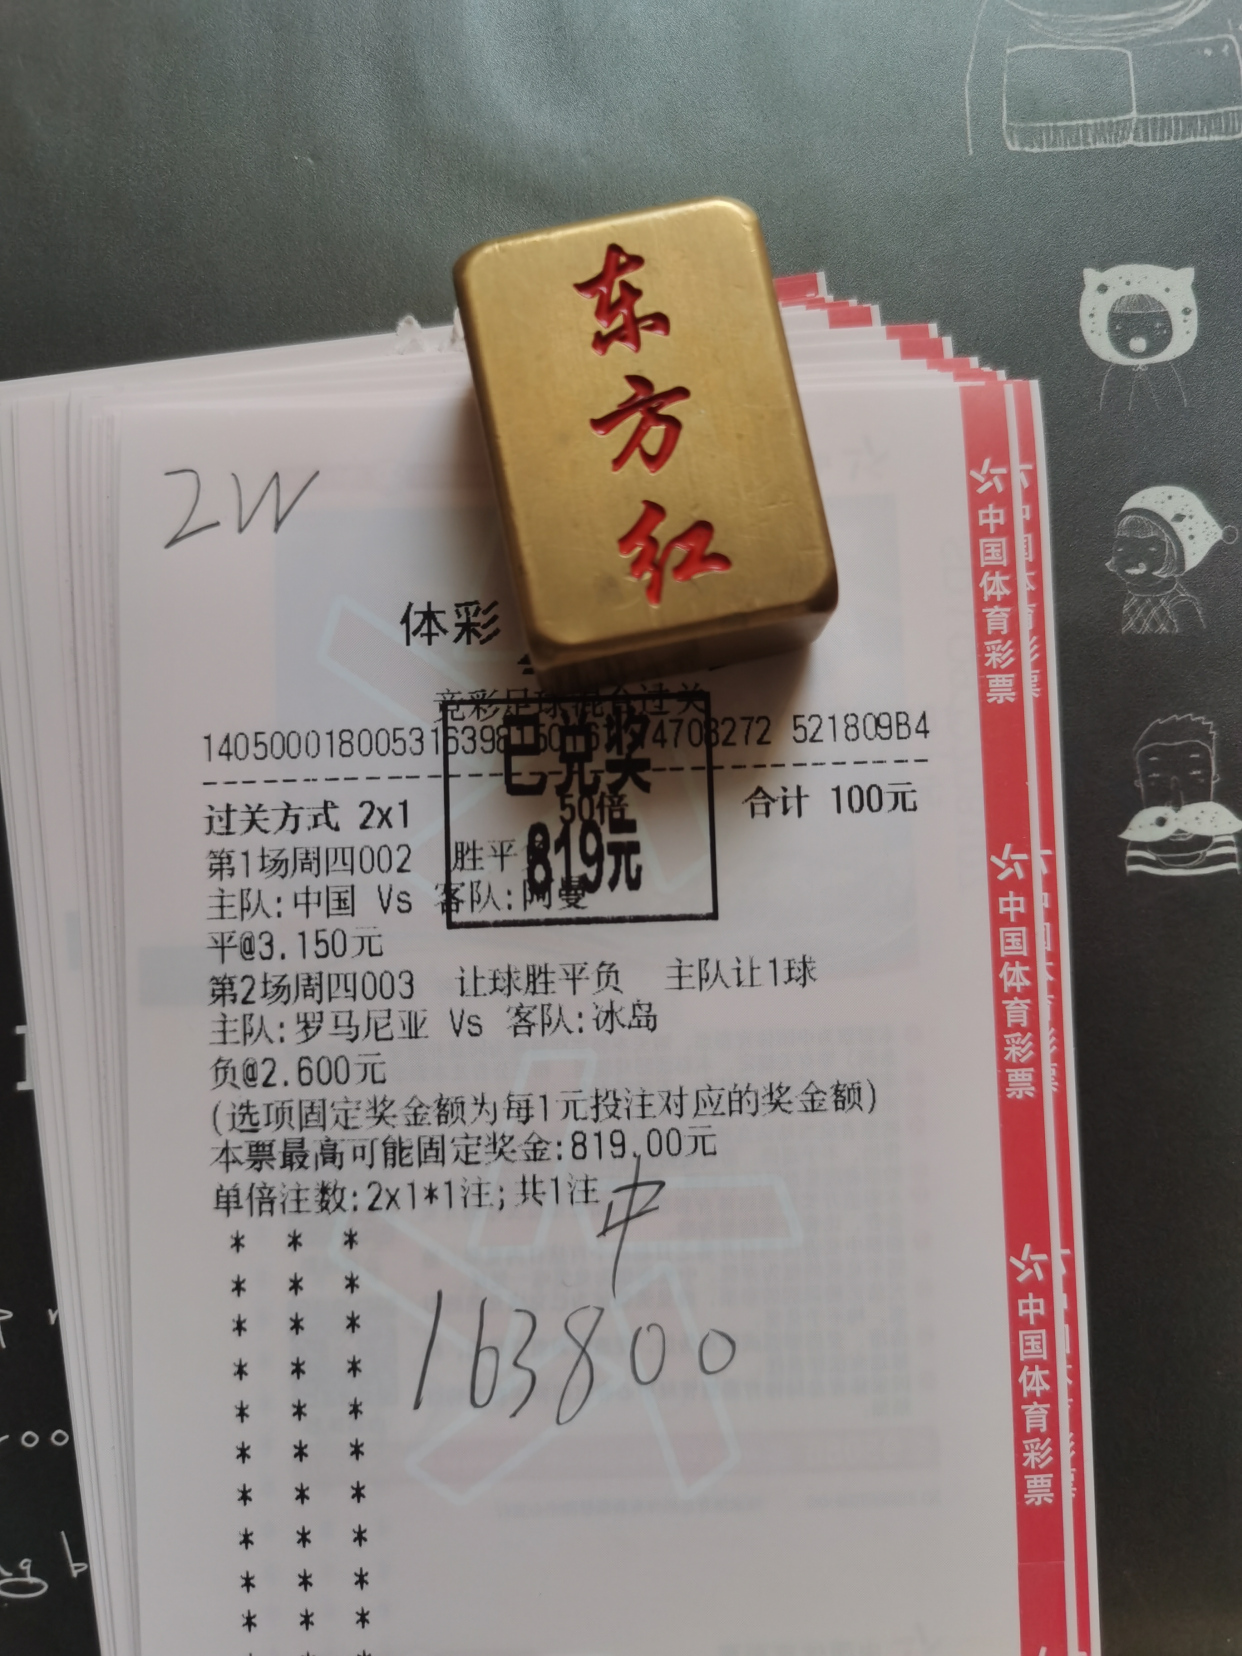 东
方
红
2W
体彩
竞彩足球混合过关
521809B4
过关方式 2x1
50倍
合计 100元
已兑奖
819元
第1场周四002 胜平
主队:中国 Vs 客队:阿曼
平@3.150元
第2场周四003 让球胜平负 主队让1球
主队:罗马尼亚 Vs 客队:冰岛
负@2.600元
(选项固定奖金额为每1元投注对应的奖金额)
本票最高可能固定奖金:819.00元
单倍注数:2x1*1注;共1注
中
163800
* * *
* * *
* * *
* * *
* * *
* * *
* * *
* * *
* * *
* * *
中国体育彩票
中国体育彩票
中国体育彩票